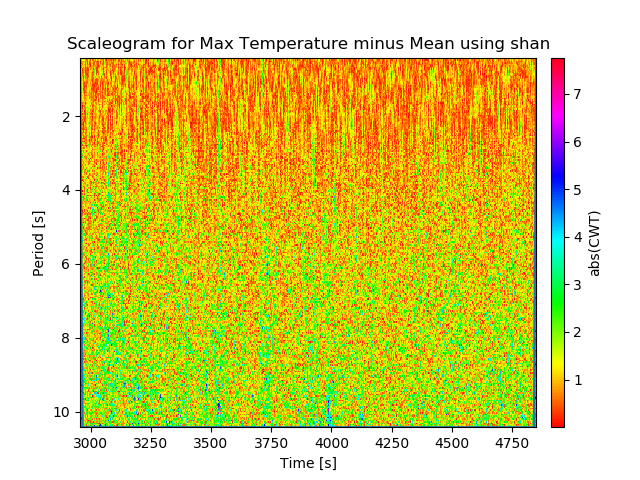 Scaleogram for Max Temperature minus Mean using shan
Period [s]
2
4
6
8
10
3000 3250 3500 3750 4000 4250 4500 4750
Time [s]
7
6
5
4
3
2
1
abs(CWT)